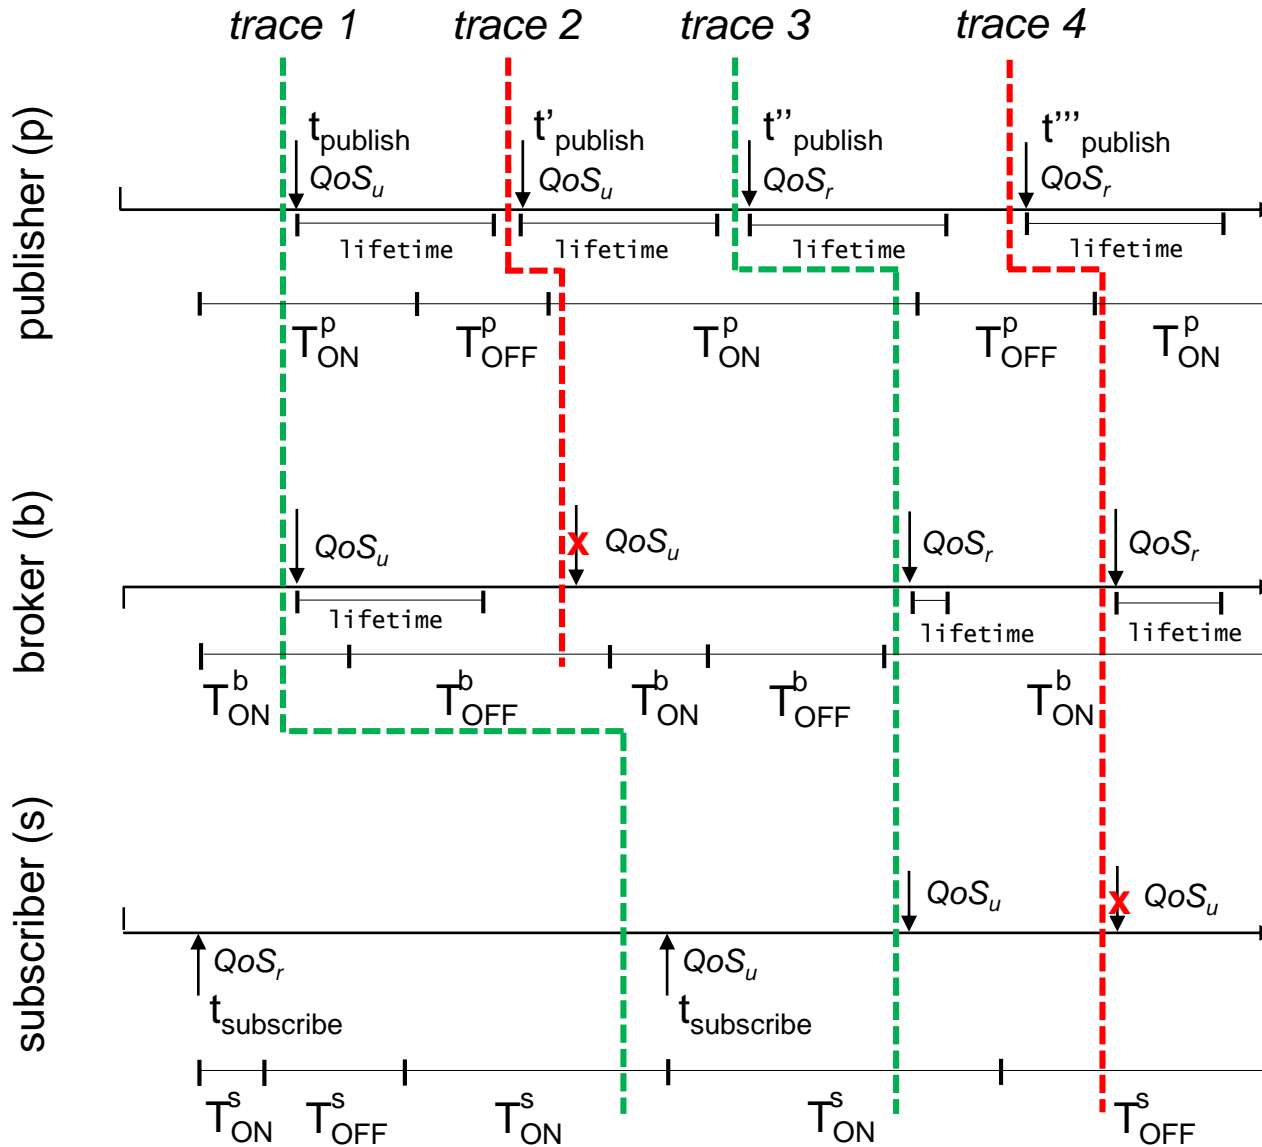 trace 1 trace 2 trace 3 trace 4
publisher (p)
t_publish t'_publish t''_publish t'''_publish
QoS_u QoS_u QoS_r QoS_r
lifetime lifetime lifetime lifetime
T^p_ON T^p_OFF T^p_ON T^p_OFF T^p_ON
broker (b)
QoS_u X QoS_u QoS_r QoS_r
lifetime lifetime lifetime
T^b_ON T^b_OFF T^b_ON T^b_OFF T^b_ON
subscriber (s)
QoS_u X QoS_u
QoS_r QoS_u
t_subscribe t_subscribe
T^s_ON T^s_OFF T^s_ON T^s_ON T^s_OFF